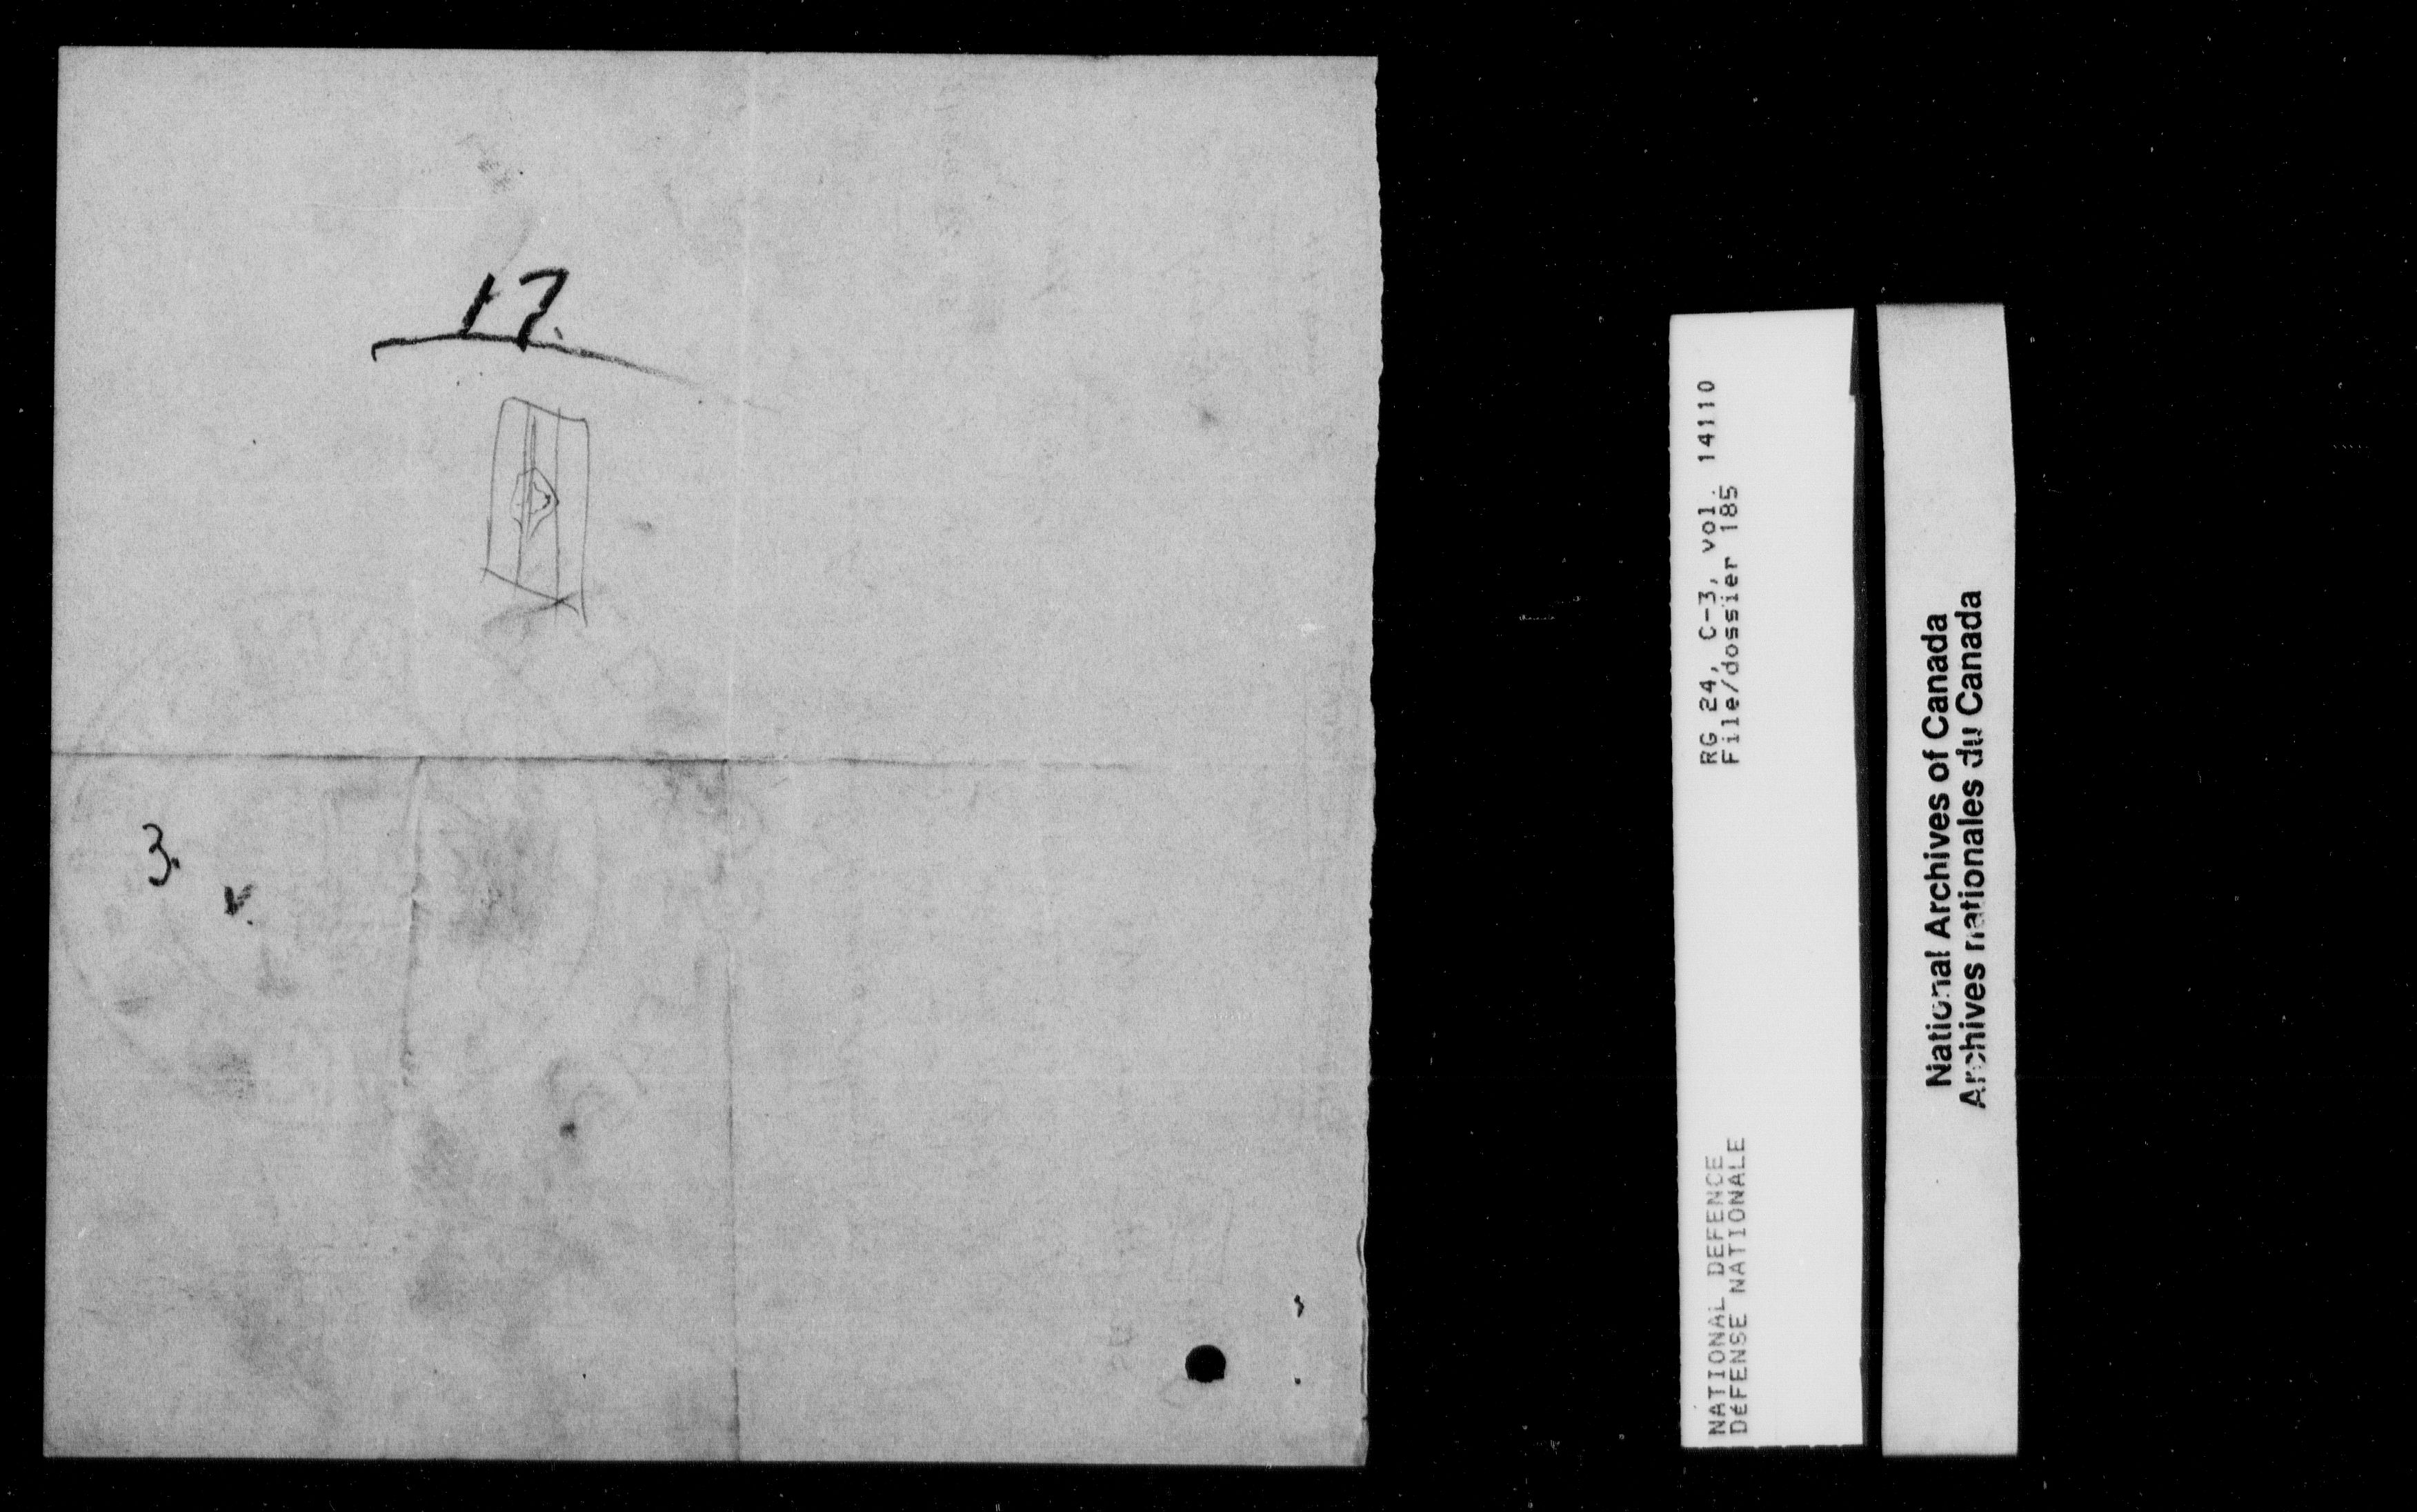 17.
3.
v.
NATIONAL DEFENCE
DÉFENSE NATIONALE
RG 24, C-3, vol. 14110
File/dossier 185
National Archives of Canada
Archives nationales du Canada